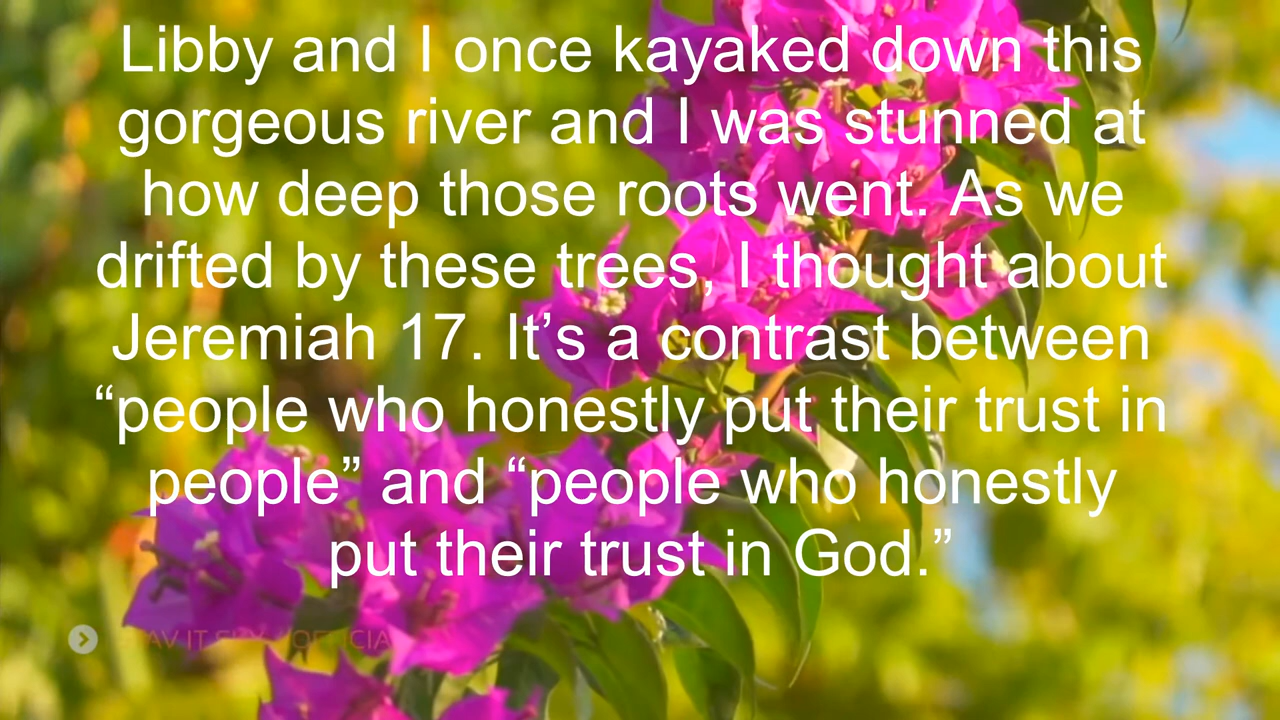 Libby and I once kayaked down this
gorgeous river and I was stunned at
how deep those roots went. As we
drifted by these trees, I thought about
Jeremiah 17. It’s a contrast between
“people who honestly put their trust in
people” and “people who honestly
put their trust in God.”